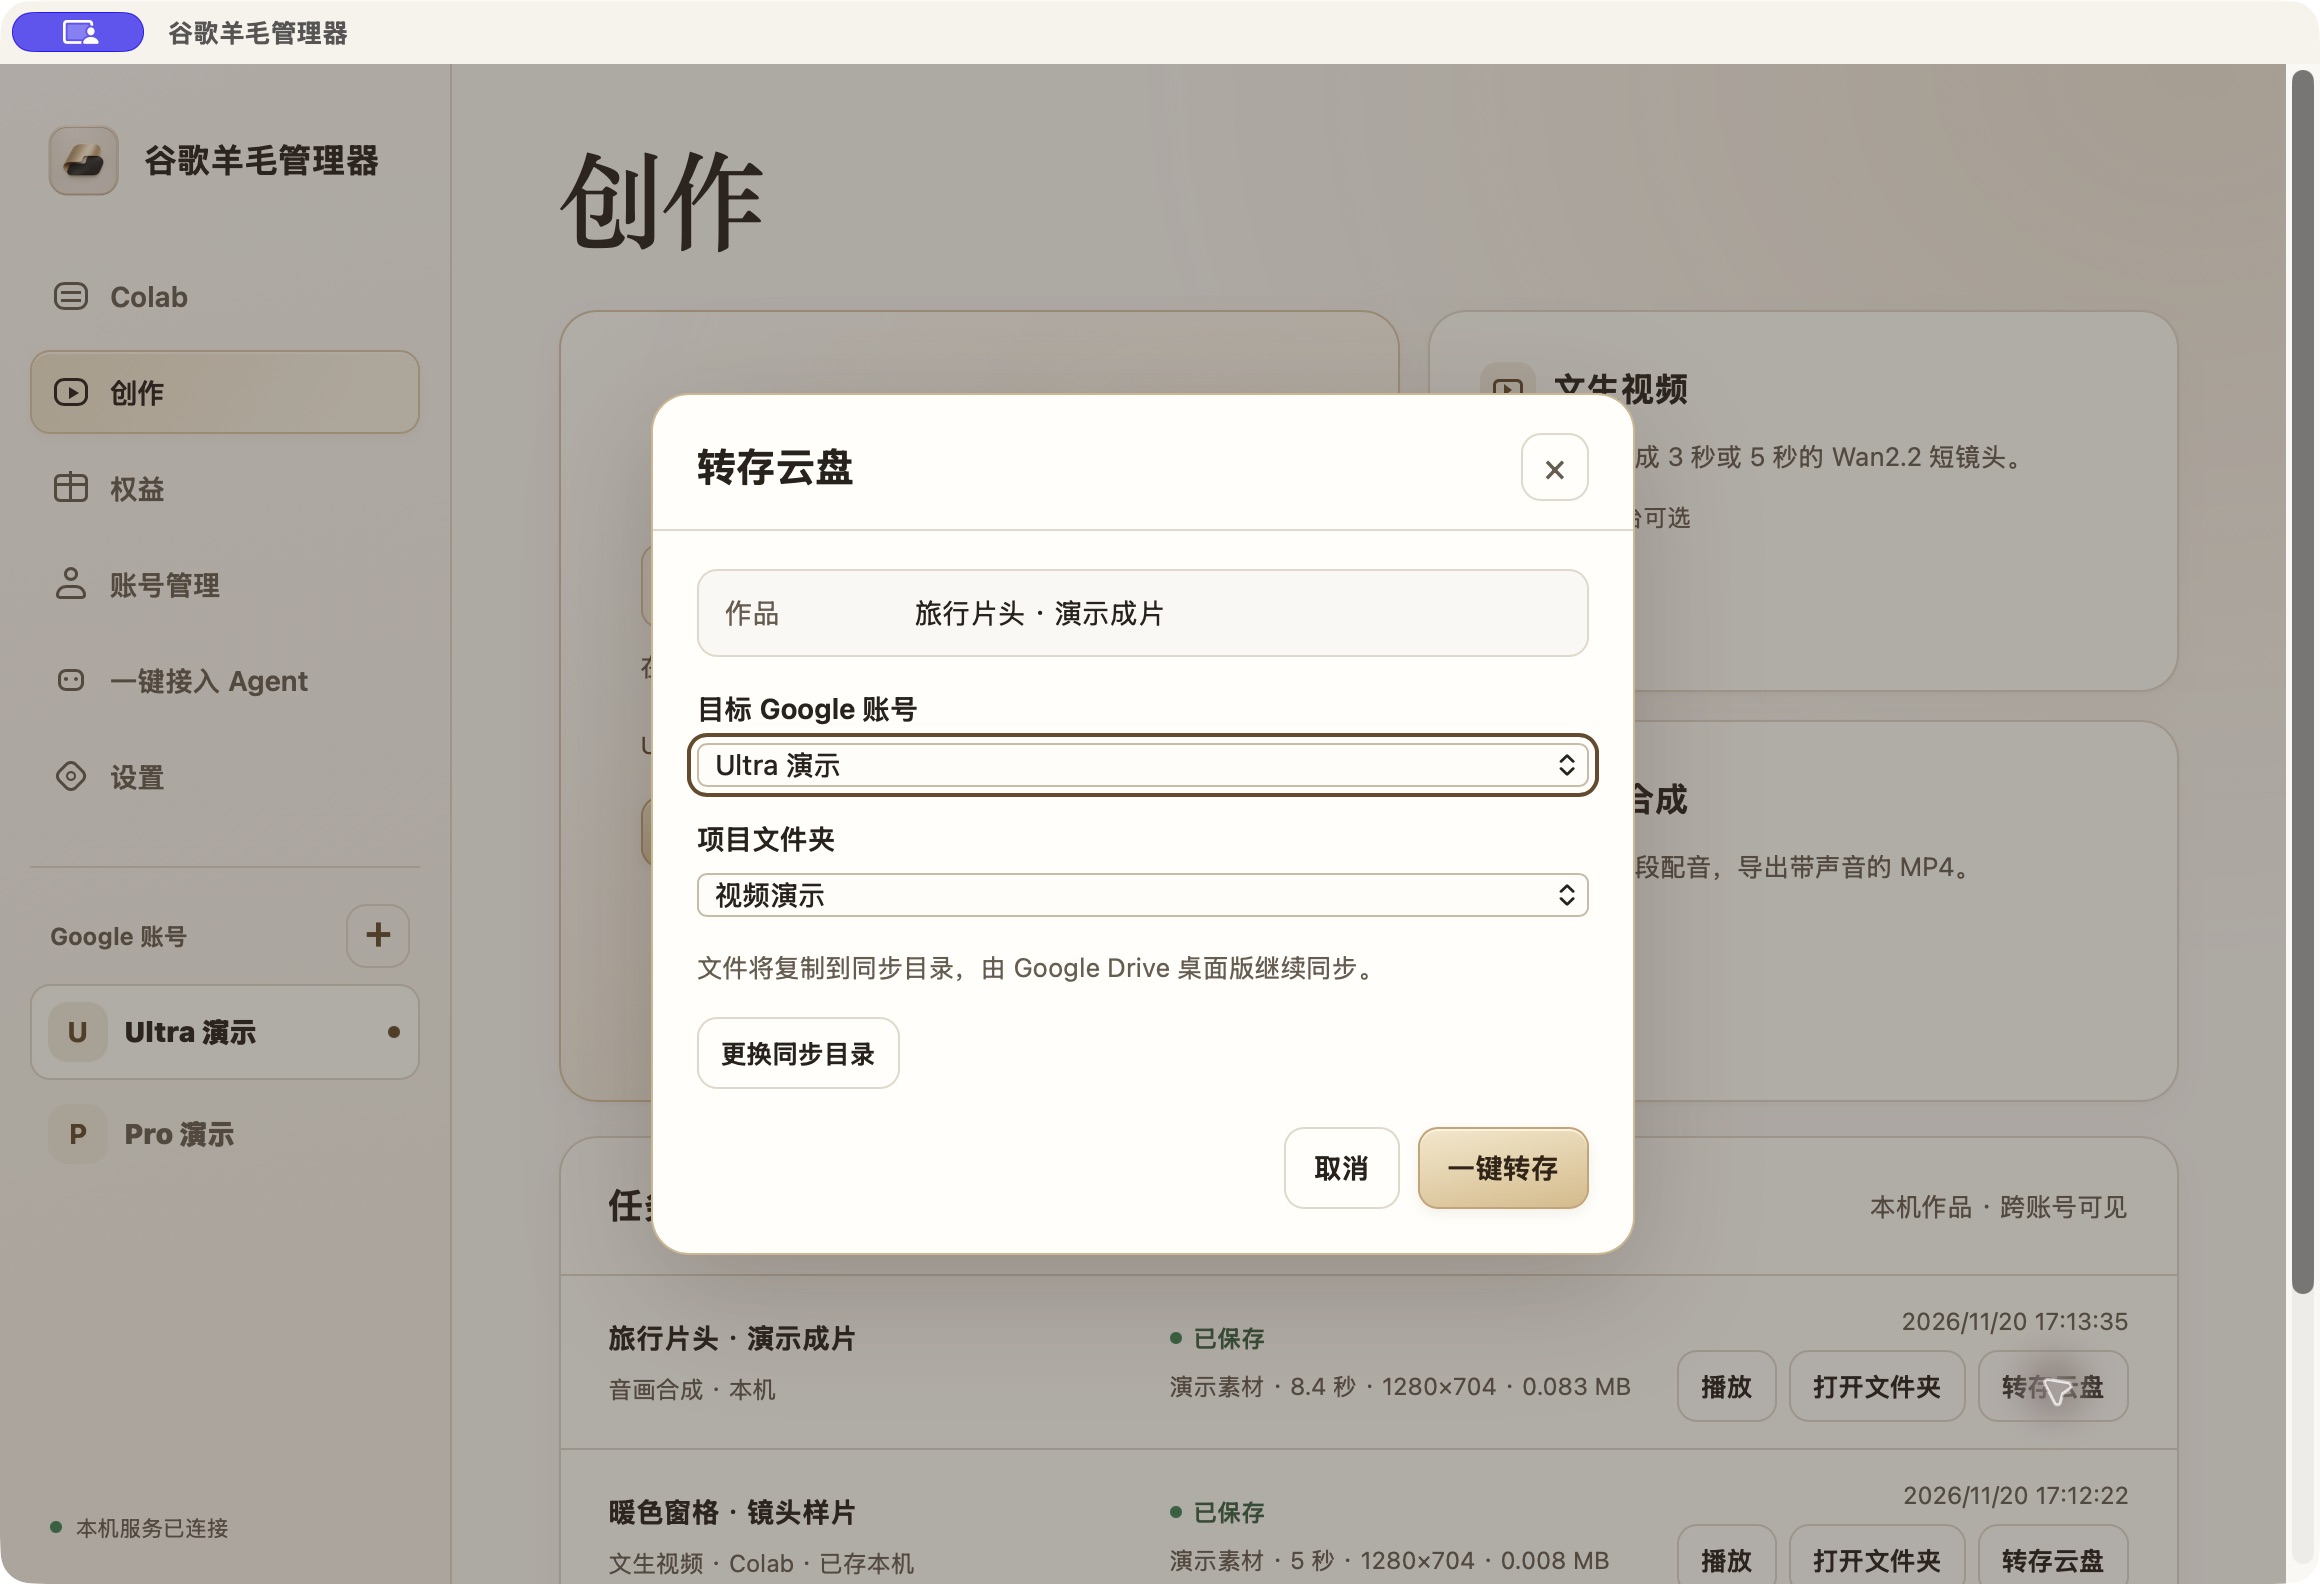 谷歌羊毛管理器
谷歌羊毛管理器
Colab
创作
权益
账号管理
一键接入 Agent
设置
Google 账号
U
Ultra 演示
P
Pro 演示
本机服务已连接
创作
文生视频
成 3 秒或 5 秒的 Wan2.2 短镜头。
可选
合成
段配音，导出带声音的 MP4。
转存云盘
作品 旅行片头 · 演示成片
目标 Google 账号
Ultra 演示
项目文件夹
视频演示
文件将复制到同步目录，由 Google Drive 桌面版继续同步。
更换同步目录
取消
一键转存
本机作品 · 跨账号可见
旅行片头 · 演示成片
音画合成 · 本机
已保存
演示素材 · 8.4 秒 · 1280×704 · 0.083 MB
2026/11/20 17:13:35
播放
打开文件夹
转存云盘
暖色窗格 · 镜头样片
文生视频 · Colab · 已存本机
已保存
演示素材 · 5 秒 · 1280×704 · 0.008 MB
2026/11/20 17:12:22
播放
打开文件夹
转存云盘